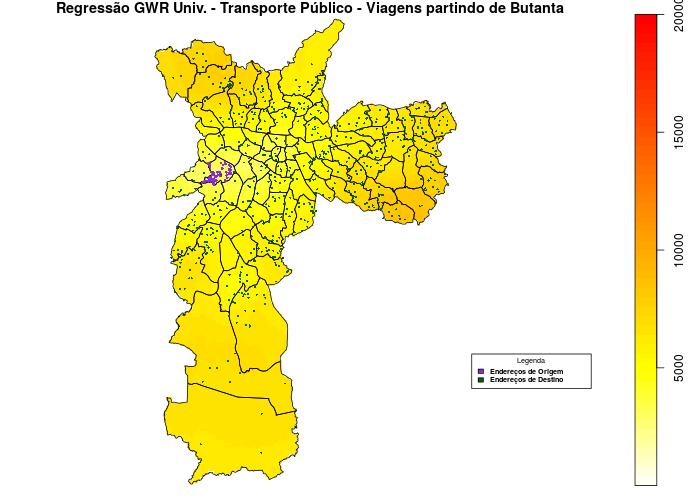 Regressão GWR Univ. - Transporte Público - Viagens partindo de Butanta
20000
15000
10000
5000
Legenda
Endereços de Origem
Endereços de Destino